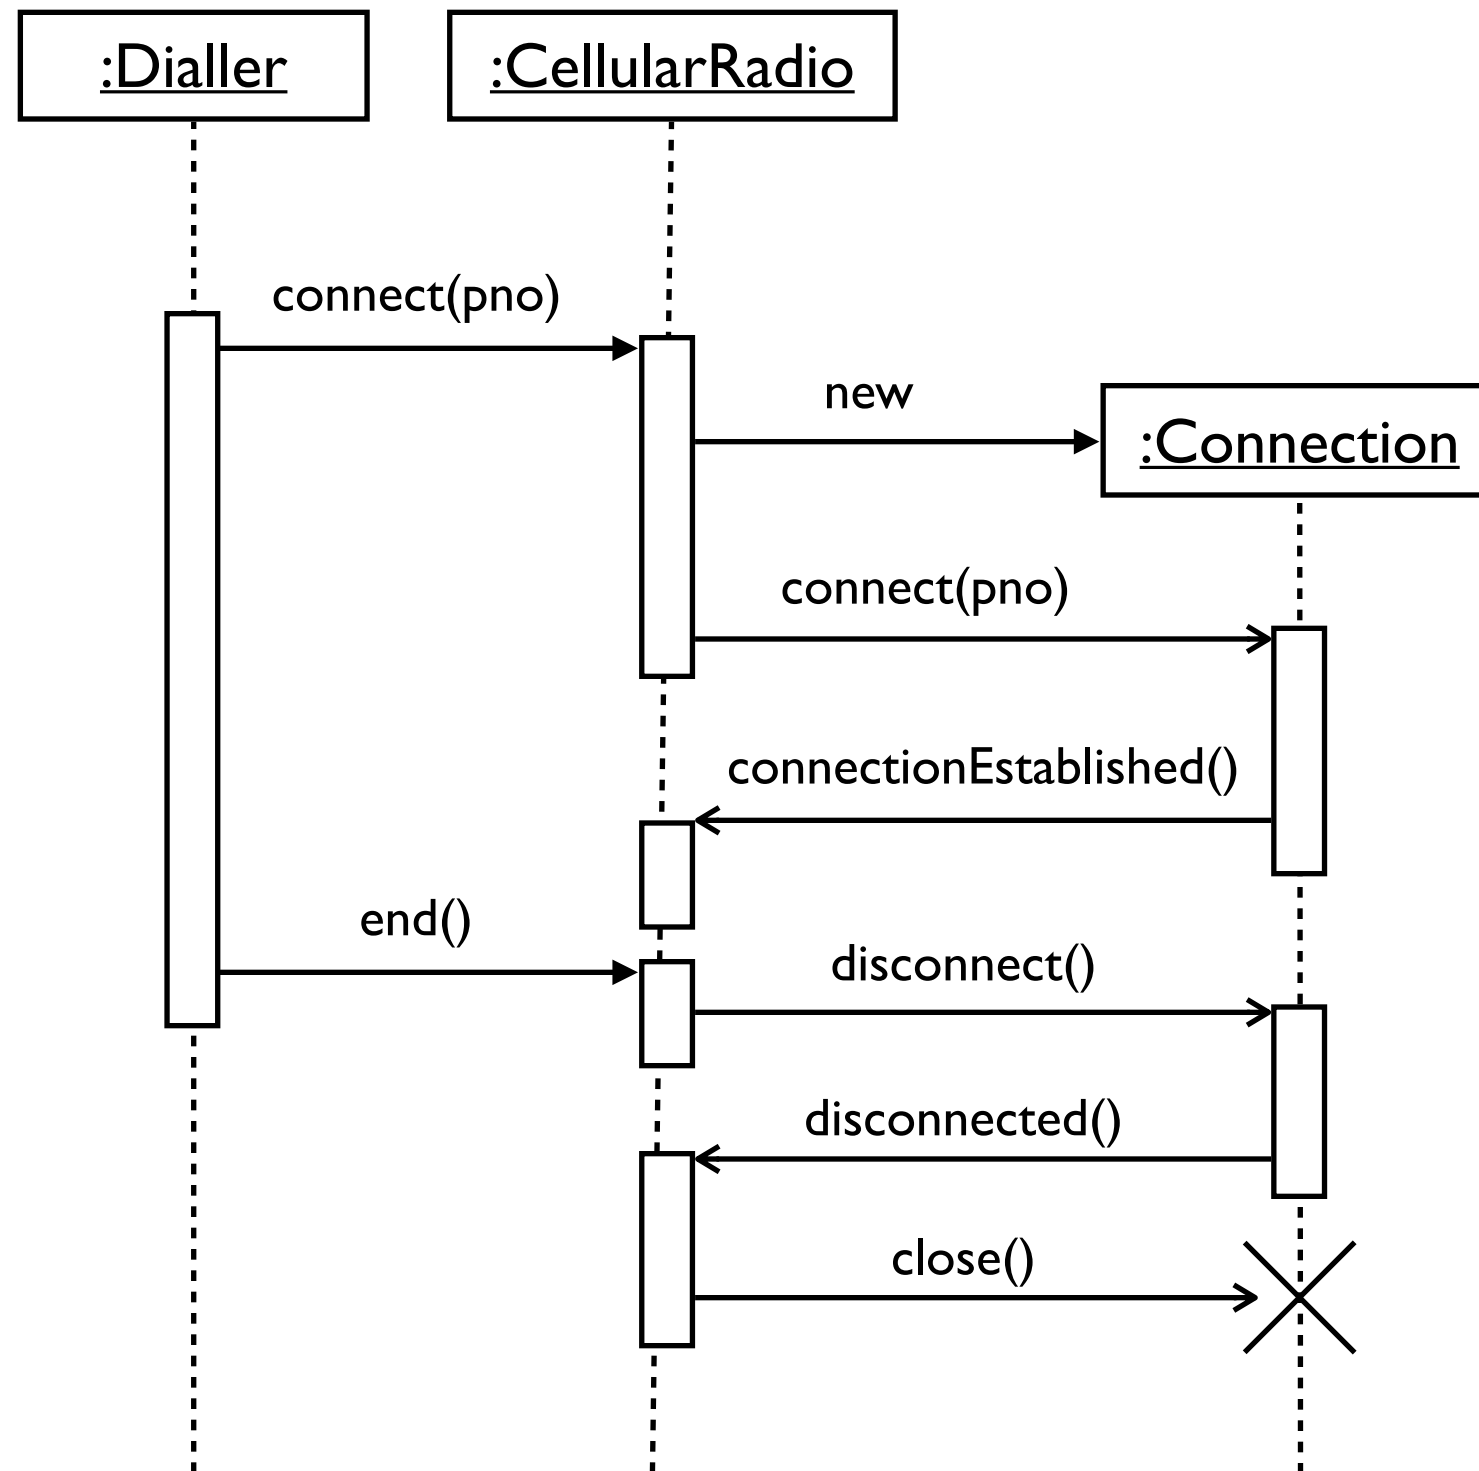 :Dialler
:CellularRadio
connect(pno)
new
:Connection
connect(pno)
connectionEstablished()
end()
disconnect()
disconnected()
close()